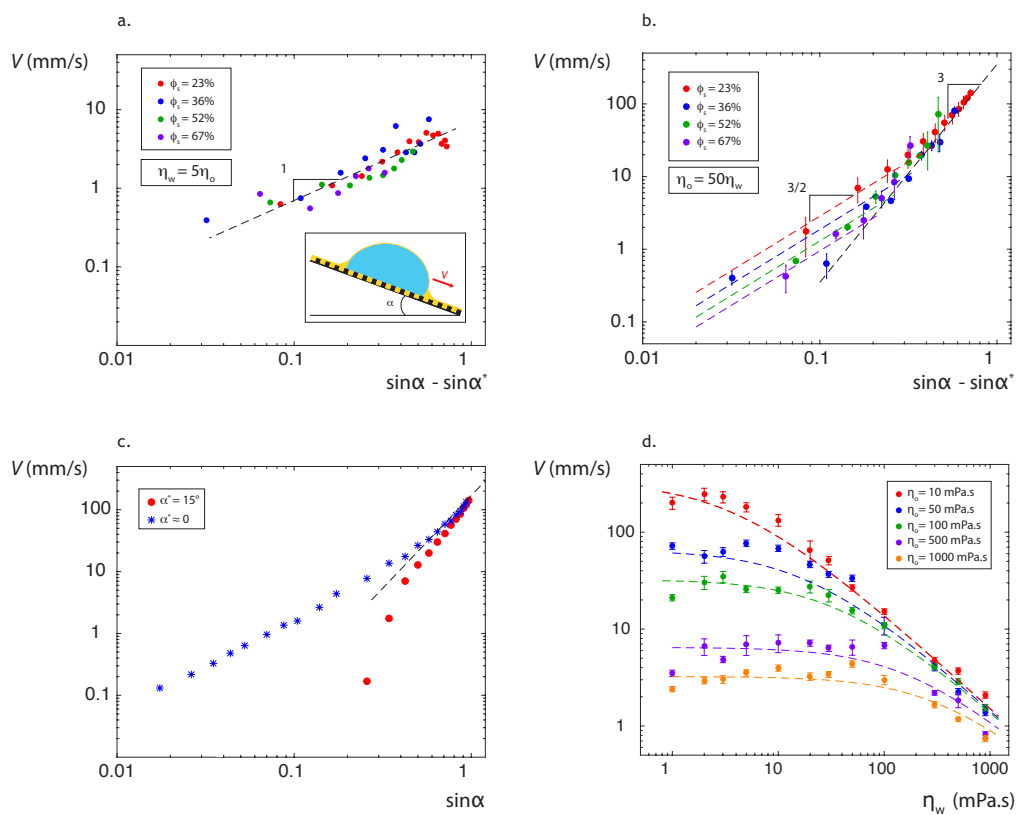 a.
V (mm/s)
ϕs = 23%
ϕs = 36%
ϕs = 52%
ϕs = 67%
ηw = 5ηo
10
1
0.1
1
V
α
0.01
0.1
1
sinα - sinα*
b.
V (mm/s)
ϕs = 23%
ϕs = 36%
ϕs = 52%
ϕs = 67%
ηo = 50ηw
100
10
1
0.1
3
3/2
0.01
0.1
1
sinα - sinα*
c.
V (mm/s)
α* = 15°
α* ≈ 0
100
10
1
0.1
0.01
0.1
1
sinα
d.
V (mm/s)
ηo = 10 mPa.s
ηo = 50 mPa.s
ηo = 100 mPa.s
ηo = 500 mPa.s
ηo = 1000 mPa.s
100
10
1
1
10
100
1000
ηw (mPa.s)